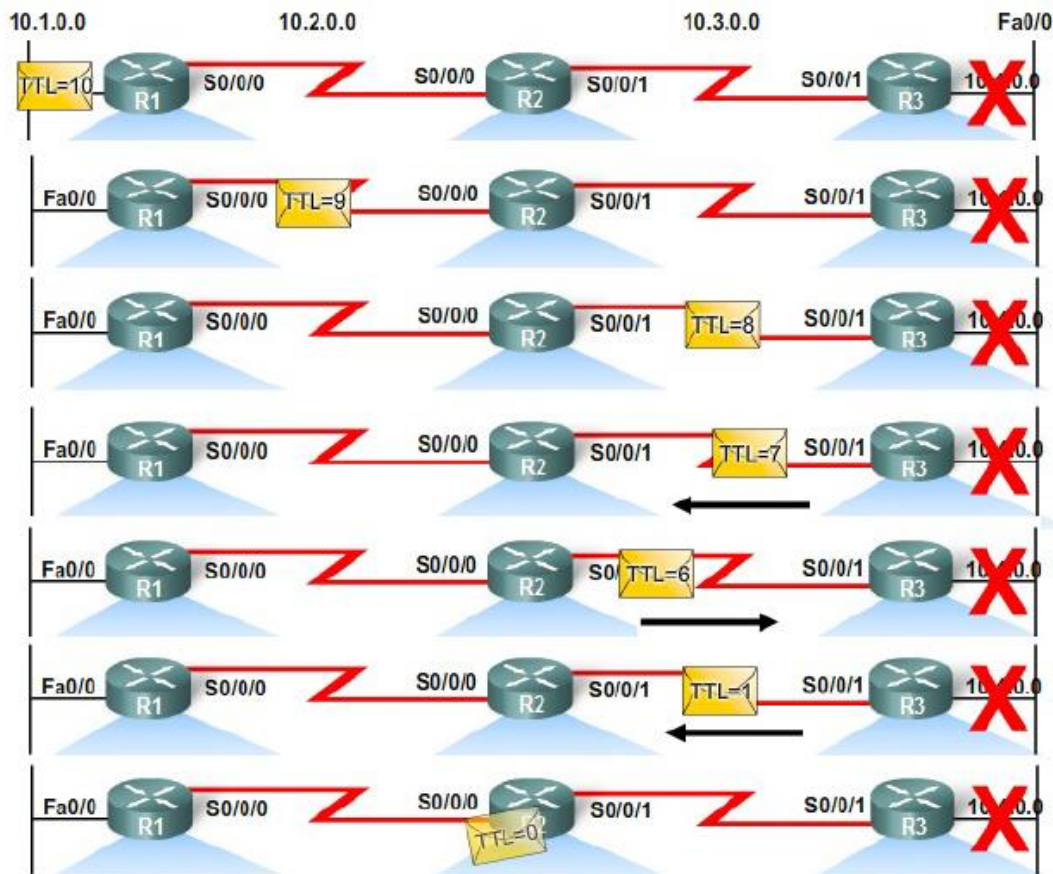 10.1.0.0 10.2.0.0 10.3.0.0 Fa0/0
TTL=10 R1 S0/0/0 S0/0/0 R2 S0/0/1 S0/0/1 R3
Fa0/0 R1 S0/0/0 TTL=9 S0/0/0 R2 S0/0/1 S0/0/1 R3
Fa0/0 R1 S0/0/0 S0/0/0 R2 S0/0/1 TTL=8 S0/0/1 R3
Fa0/0 R1 S0/0/0 S0/0/0 R2 S0/0/1 TTL=7 S0/0/1 R3
Fa0/0 R1 S0/0/0 S0/0/0 R2 TTL=6 S0/0/1 R3
Fa0/0 R1 S0/0/0 S0/0/0 R2 S0/0/1 TTL=1 S0/0/1 R3
Fa0/0 R1 S0/0/0 S0/0/0 TTL=0 S0/0/1 S0/0/1 R3